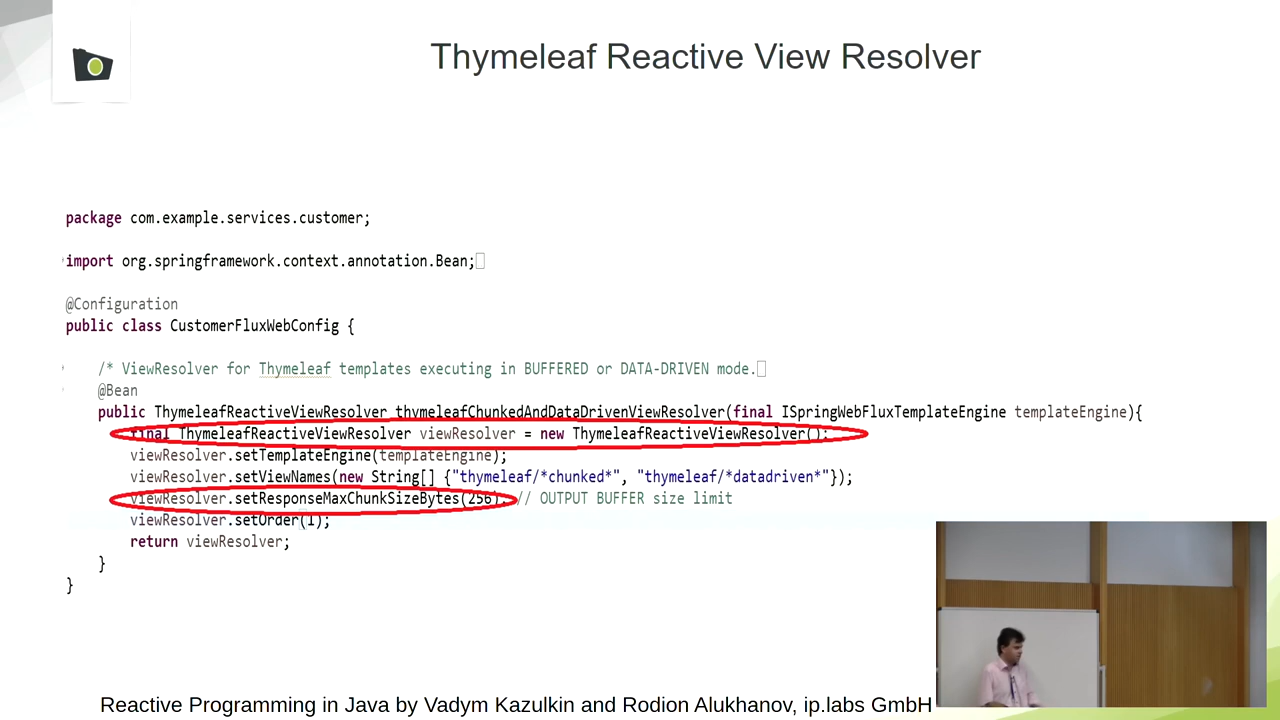 Thymeleaf Reactive View Resolver
package com.example.services.customer;
import org.springframework.context.annotation.Bean;
@Configuration
public class CustomerFluxWebConfig {
/* ViewResolver for Thymeleaf templates executing in BUFFERED or DATA-DRIVEN mode.
@Bean
public ThymeleafReactiveViewResolver thymeleafChunkedAndDataDrivenViewResolver(final ISpringWebFluxTemplateEngine templateEngine){
final ThymeleafReactiveViewResolver viewResolver = new ThymeleafReactiveViewResolver();
viewResolver.setTemplateEngine(templateEngine);
viewResolver.setViewNames(new String[] {"thymeleaf/*chunked*", "thymeleaf/*datadriven*"});
viewResolver.setResponseMaxChunkSizeBytes(256); // OUTPUT BUFFER size limit
viewResolver.setOrder(1);
return viewResolver;
}
}
Reactive Programming in Java by Vadym Kazulkin and Rodion Alukhanov, ip.labs GmbH